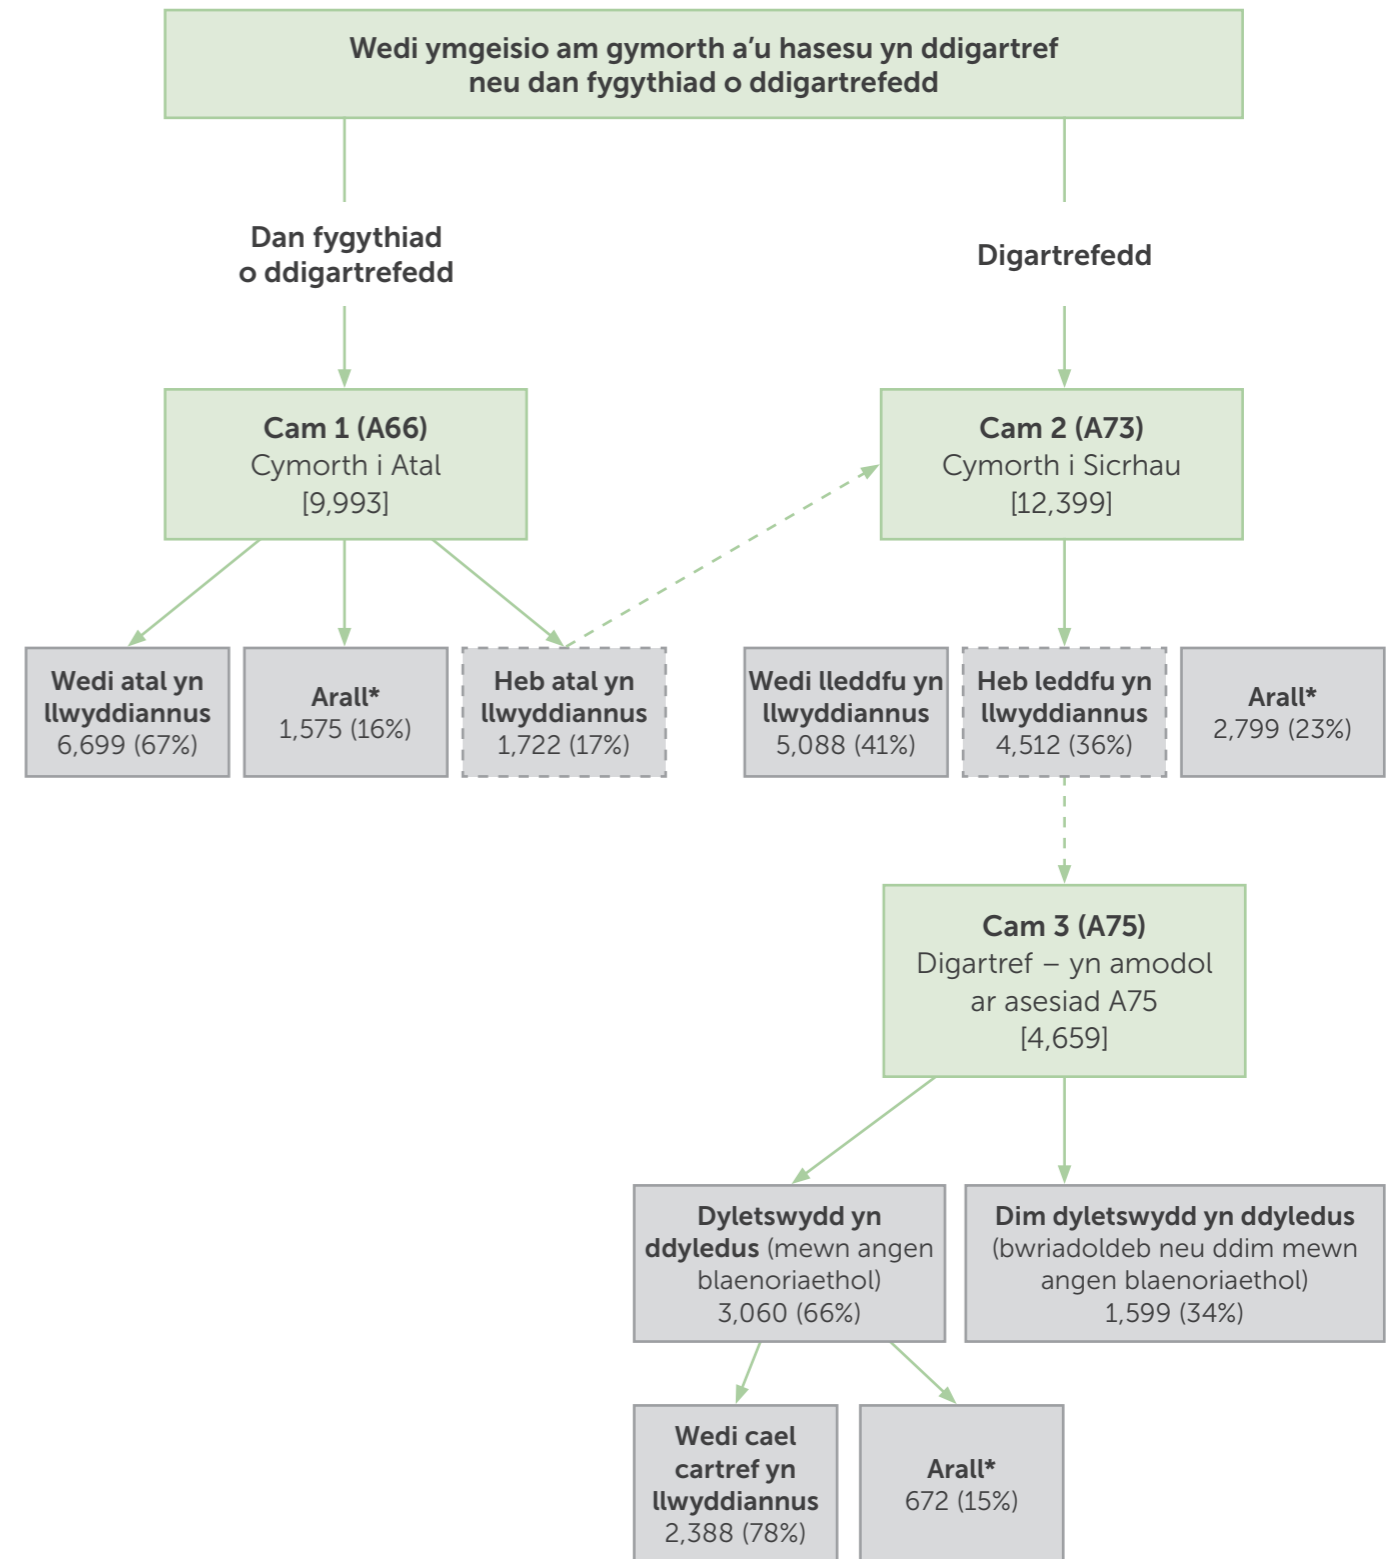 Wedi ymgeisio am gymorth a'u hasesu yn ddigartref
neu dan fygythiad o ddigartrefedd
Dan fygythiad
o ddigartrefedd
Digartrefedd
Cam 1 (A66)
Cymorth i Atal
[9,993]
Cam 2 (A73)
Cymorth i Sicrhau
[12,399]
Wedi atal yn
llwyddiannus
6,699 (67%)
Arall*
1,575 (16%)
Heb atal yn
llwyddiannus
1,722 (17%)
Wedi lleddfu yn
llwyddiannus
5,088 (41%)
Heb leddfu yn
llwyddiannus
4,512 (36%)
Arall*
2,799 (23%)
Cam 3 (A75)
Digartref – yn amodol
ar asesiad A75
[4,659]
Dyletswydd yn
ddyledus (mewn angen
blaenoriaethol)
3,060 (66%)
Dim dyletswydd yn ddyledus
(bwriadoldeb neu ddim mewn
angen blaenoriaethol)
1,599 (34%)
Wedi cael
cartref yn
llwyddiannus
2,388 (78%)
Arall*
672 (15%)